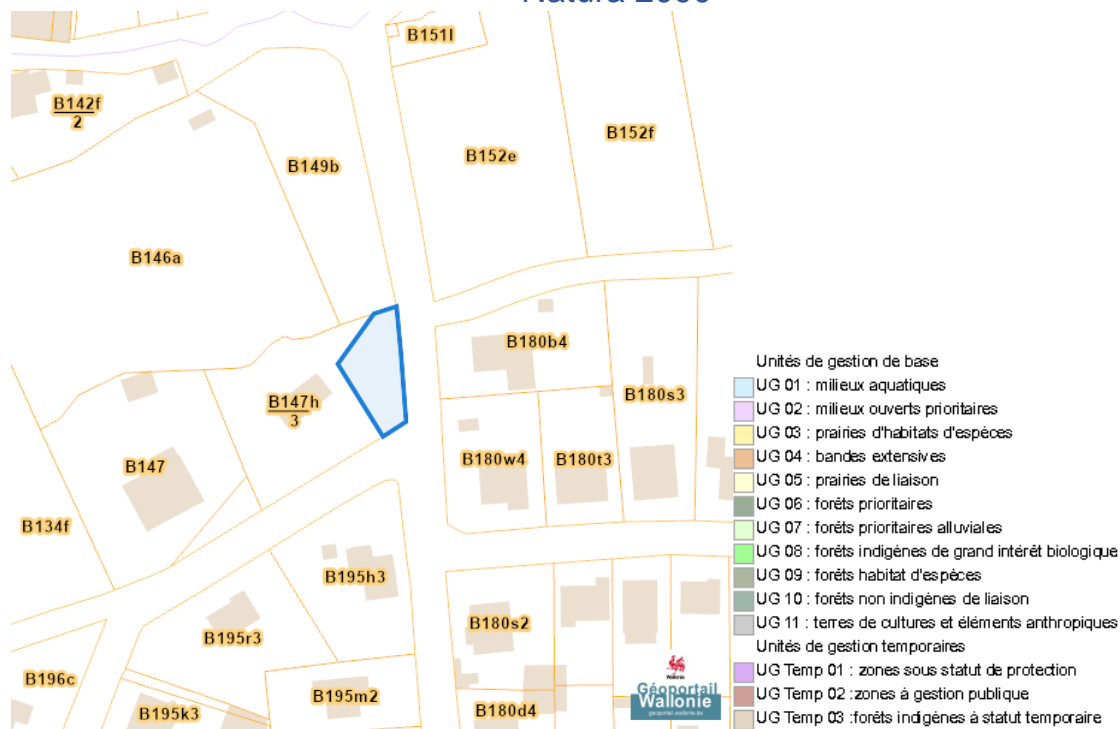 Natura 2000
B151l
B142f
2
B152f
B152e
B149b
B146a
B180b4
B180s3
B147h
3
B147
B180w4
B180t3
B134f
B195h3
B195r3
B180s2
B196c
B195m2
B195k3
B180d4
Wallonie
Géoportail
Wallonie
geoportail.wallonie.be
Unités de gestion de base
UG 01 : milieux aquatiques
UG 02 : milieux ouverts prioritaires
UG 03 : prairies d'habitats d'espèces
UG 04 : bandes extensives
UG 05 : prairies de liaison
UG 06 : forêts prioritaires
UG 07 : forêts prioritaires alluviales
UG 08 : forêts indigènes de grand intérêt biologique
UG 09 : forêts habitat d'espèces
UG 10 : forêts non indigènes de liaison
UG 11 : terres de cultures et éléments anthropiques
Unités de gestion temporaires
UG Temp 01 : zones sous statut de protection
UG Temp 02 :zones à gestion publique
UG Temp 03 :forêts indigènes à statut temporaire